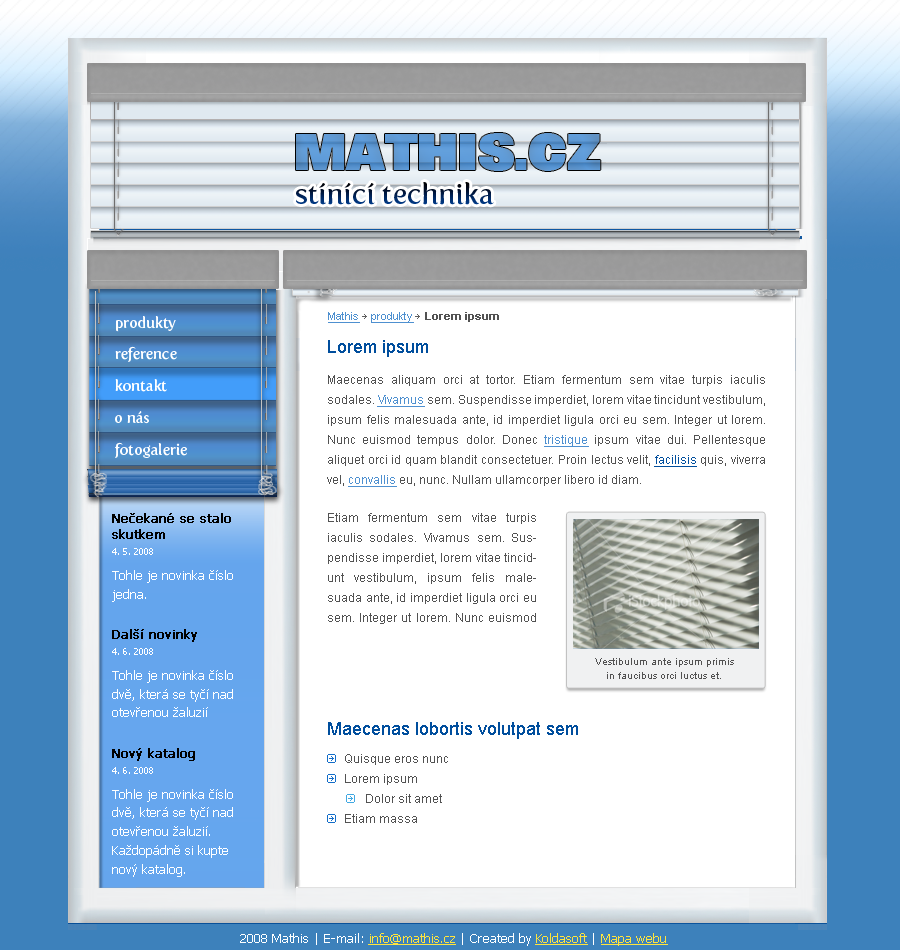 MATHIS.CZ
stínící technika
produkty
reference
kontakt
o nás
fotogalerie
Nečekané se stalo
skutkem
4. 5. 2008
Tohle je novinka číslo
jedna.
Další novinky
4. 6. 2008
Tohle je novinka číslo
dvě, která se tyčí nad
otevřenou žaluzií
Nový katalog
4. 6. 2008
Tohle je novinka číslo
dvě, která se tyčí nad
otevřenou žaluzií.
Každopádně si kupte
nový katalog.
Mathis → produkty → Lorem ipsum
Lorem ipsum
Maecenas aliquam orci at tortor. Etiam fermentum sem vitae turpis iaculis
sodales. Vivamus sem. Suspendisse imperdiet, lorem vitae tincidunt vestibulum,
ipsum felis malesuada ante, id imperdiet ligula orci eu sem. Integer ut lorem.
Nunc euismod tempus dolor. Donec tristique ipsum vitae dui. Pellentesque
aliquet orci id quam blandit consectetuer. Proin lectus velit, facilisis quis, viverra
vel, convallis eu, nunc. Nullam ullamcorper libero id diam.
Etiam fermentum sem vitae turpis
iaculis sodales. Vivamus sem. Sus-
pendisse imperdiet, lorem vitae tincid-
unt vestibulum, ipsum felis male-
suada ante, id imperdiet ligula orci eu
sem. Integer ut lorem. Nunc euismod
iStockphoto
Vestibulum ante ipsum primis
in faucibus orci luctus et.
Maecenas lobortis volutpat sem
Quisque eros nunc
Lorem ipsum
Dolor sit amet
Etiam massa
2008 Mathis | E-mail: info@mathis.cz | Created by Koldasoft | Mapa webu